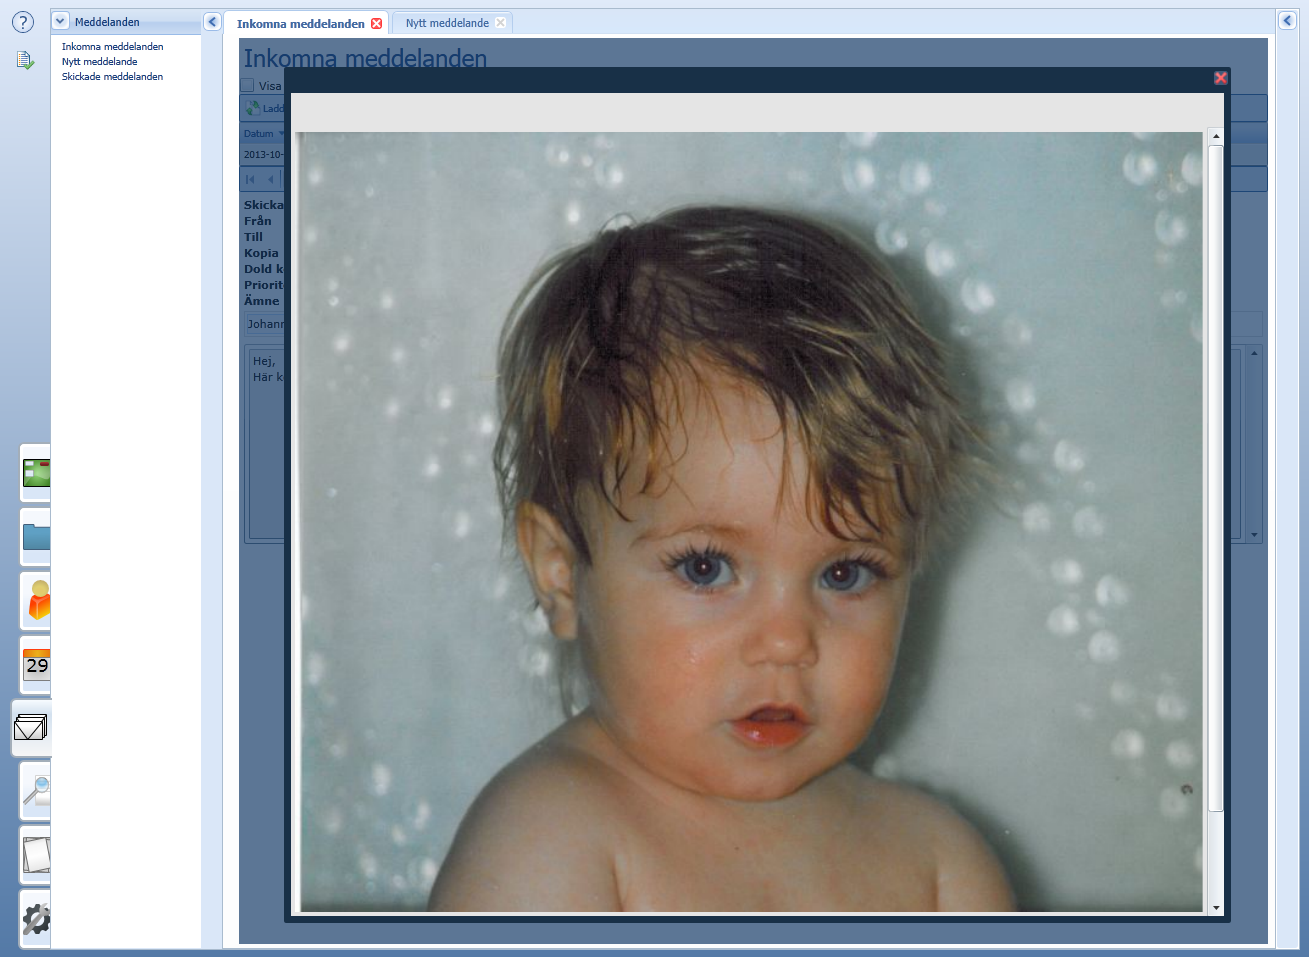 Meddelanden
Inkomna meddelanden
Nytt meddelande
Skickade meddelanden
Inkomna meddelanden
Nytt meddelande
Inkomna meddelanden
Visa
Ladd
Datum
2013-10-
Skicka
Från
Till
Kopia
Dold k
Priorit
Ämne
Johann
Hej,
Här k
29